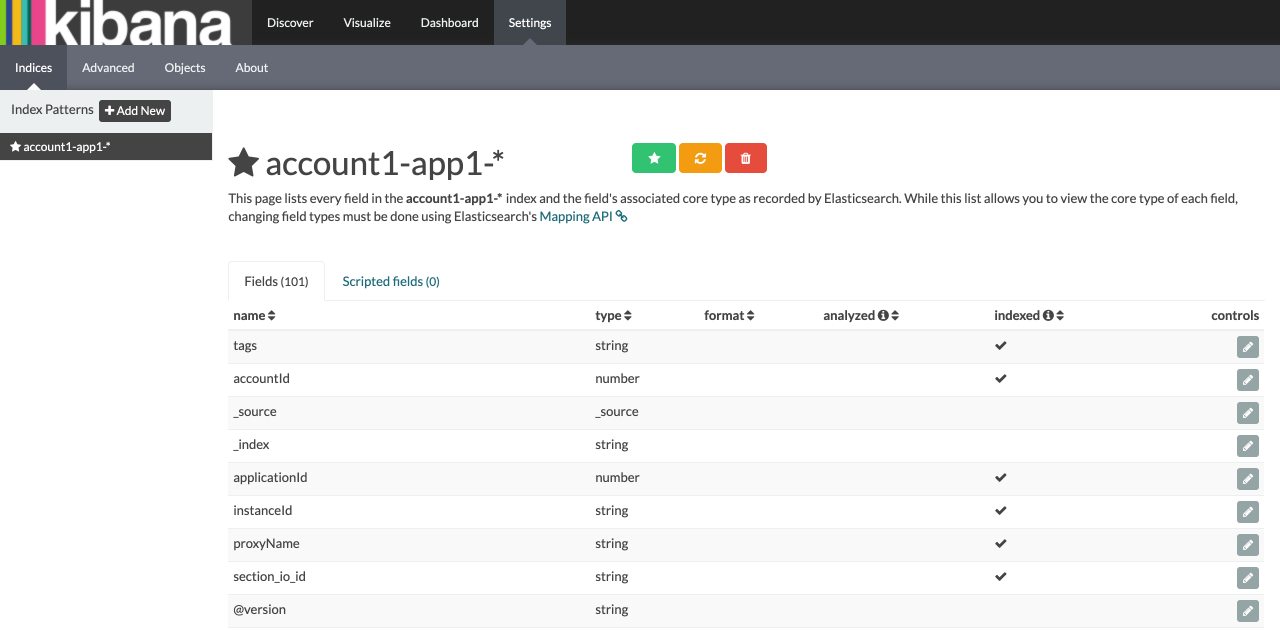 kibana Discover Visualize Dashboard Settings
Indices Advanced Objects About
Index Patterns Add New
account1-app1-*
account1-app1-*
This page lists every field in the account1-app1-* index and the field's associated core type as recorded by Elasticsearch. While this list allows you to view the core type of each field,
changing field types must be done using Elasticsearch's Mapping API
Fields (101) Scripted fields (0)
name type format analyzed indexed controls
tags string
accountId number
_source _source
_index string
applicationId number
instanceId string
proxyName string
section_io_id string
@version string